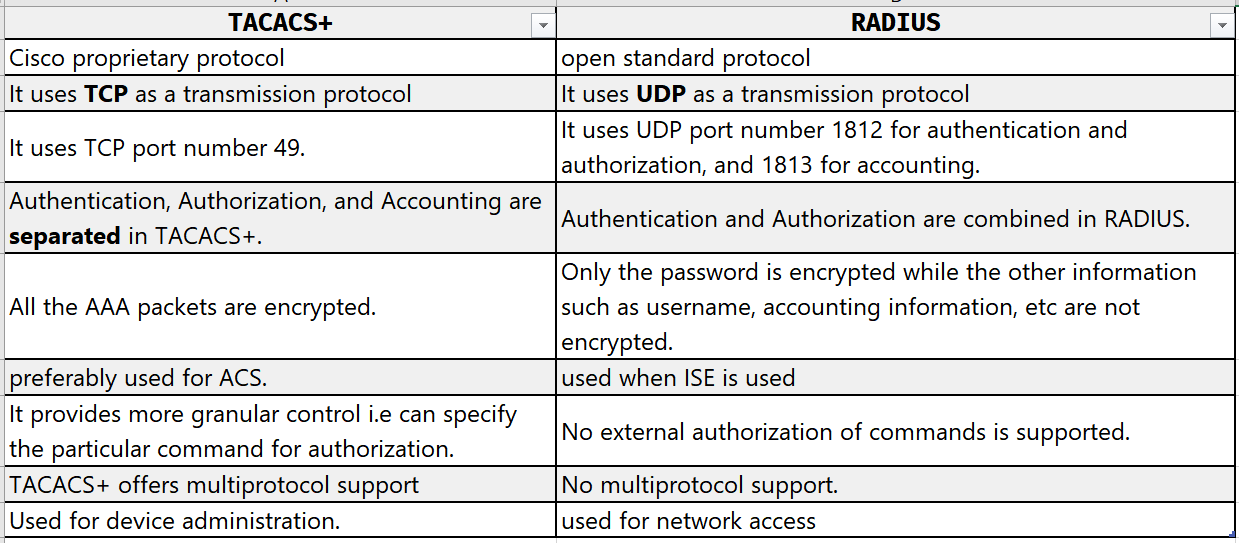 TACACS+
RADIUS
Cisco proprietary protocol
open standard protocol
It uses TCP as a transmission protocol
It uses UDP as a transmission protocol
It uses TCP port number 49.
It uses UDP port number 1812 for authentication and
authorization, and 1813 for accounting.
Authentication, Authorization, and Accounting are
separated in TACACS+.
Authentication and Authorization are combined in RADIUS.
All the AAA packets are encrypted.
Only the password is encrypted while the other information
such as username, accounting information, etc are not
encrypted.
preferably used for ACS.
used when ISE is used
It provides more granular control i.e can specify
the particular command for authorization.
No external authorization of commands is supported.
TACACS+ offers multiprotocol support
No multiprotocol support.
Used for device administration.
used for network access